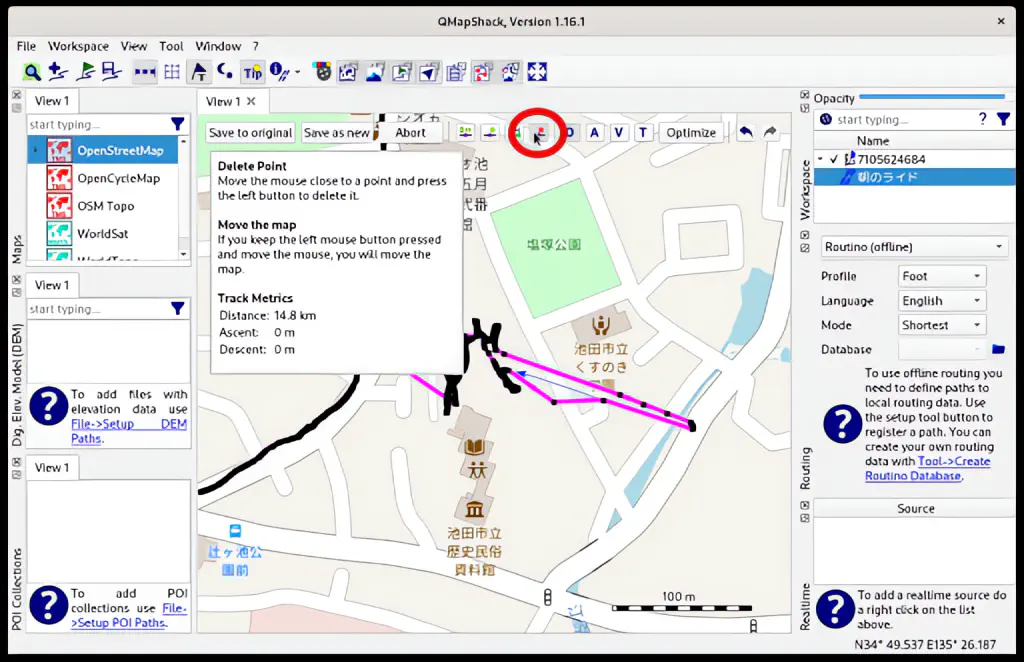 QMapShack, Version 1.16.1
File Workspace View Tool Window ?
Tip
View 1
start typing...
OpenStreetMap
OpenCycleMap
OSM Topo
WorldSat
Maps
View 1
start typing...
To add files with
elevation data use
File->Setup DEM
Paths.
Dig. Elev. Model (DEM)
View 1
To add POI
collections use File-
>Setup POI Paths.
POI Collections
View 1
Save to original
Save as new
Abort
O
A
V
T
Optimize
Delete Point
Move the mouse close to a point and press
the left button to delete it.
Move the map
If you keep the left mouse button pressed
and move the mouse, you will move the
map.
Track Metrics
Distance: 14.8 km
Ascent: 0 m
Descent: 0 m
塩塚公園
池田市立
くすのき
池田市立
歴史民俗
資料館
辻ヶ池公
園前
100 m
Opacity
start typing...
?
Name
7105624684
朝のライド
Workspace
Routino (offline)
Profile Foot
Language English
Mode Shortest
Database
To use offline routing you
need to define paths to
local routing data. Use
the setup tool button to
register a path. You can
create your own routing
data with Tool->Create
Routino Database.
Routing
Source
To add a realtime source do
a right click on the list
above.
Realtime
N34° 49.537 E135° 26.187